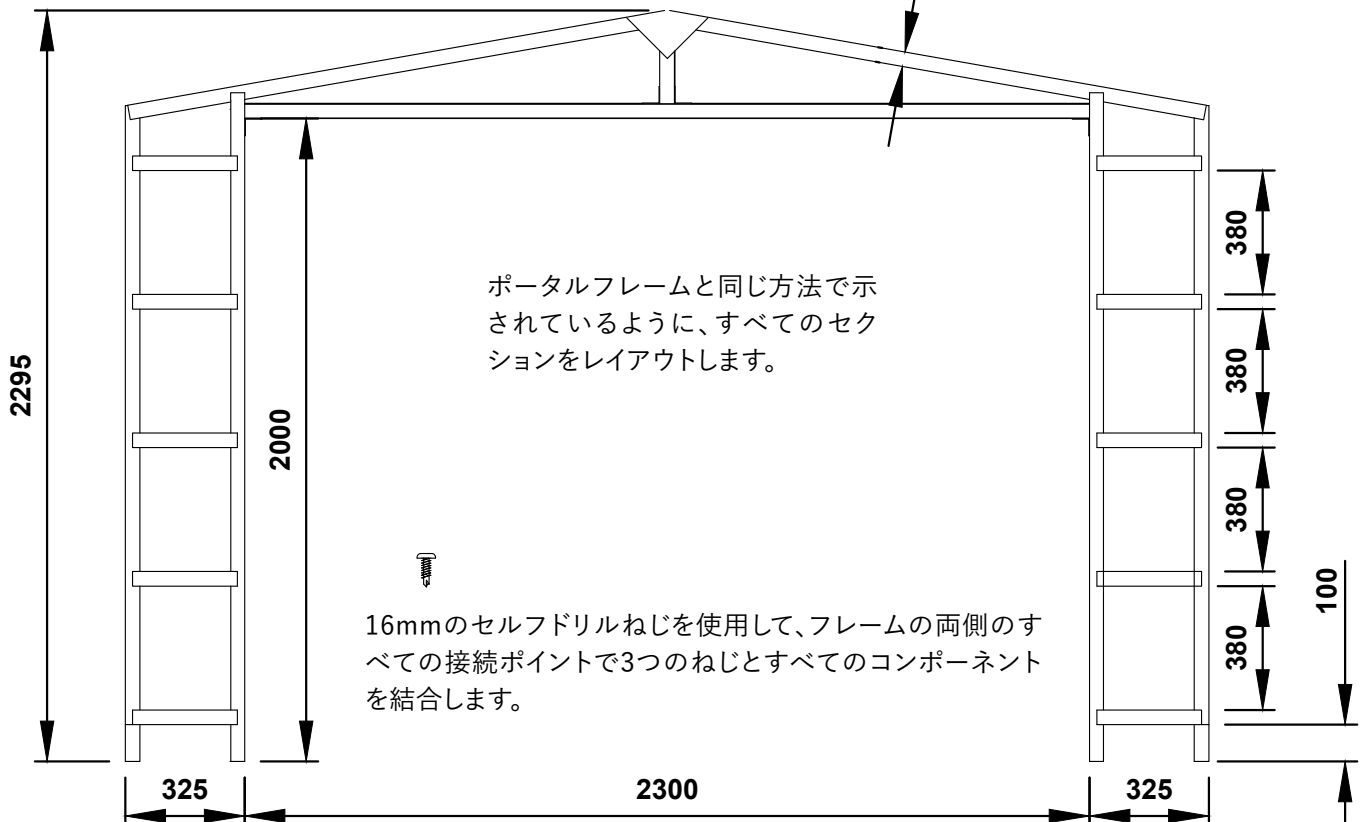 ポータルフレームと同じ方法で示
されているように、すべてのセク
ションをレイアウトします。
380
380
380
380
2295
2000
100
16mmのセルフドリルねじを使用して、フレームの両側のす
べての接続ポイントで3つのねじとすべてのコンポーネント
を結合します。
325
2300
325